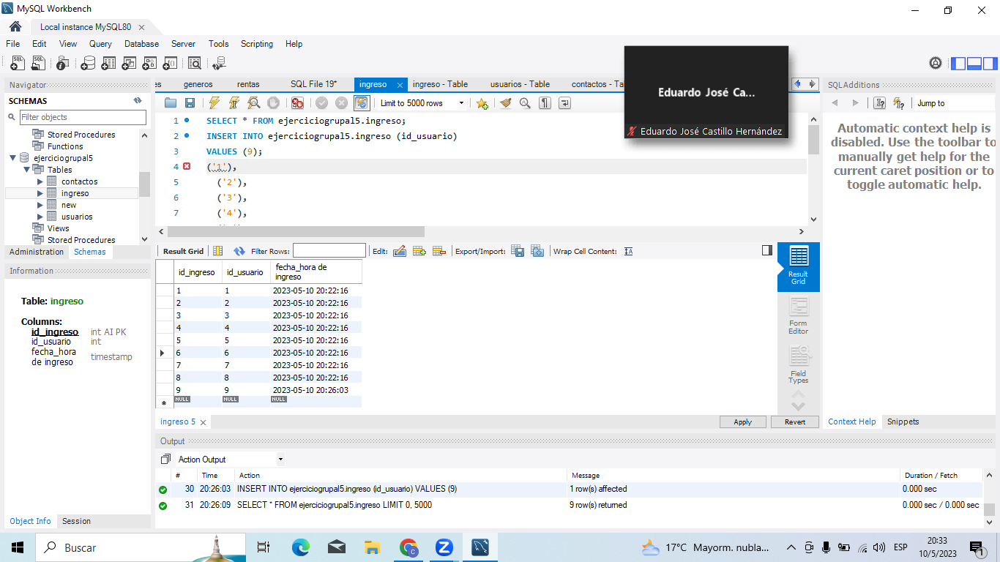 MySQL Workbench
Local instance MySQL80
File Edit View Query Database Server Tools Scripting Help
Navigator
SCHEMAS
Filter objects
Stored Procedures
Functions
ejerciciogrupal5
Tables
contactos
ingreso
new
usuarios
Views
Stored Procedures
Administration Schemas
Information
Table: ingreso
Columns:
id_ingreso int AI PK
id_usuario int
fecha_hora
de ingreso timestamp
Object Info Session
es generos rentas SQL File 19* ingreso ingreso - Table usuarios - Table contactos - Ta
Limit to 5000 rows
1 SELECT * FROM ejerciciogrupal5.ingreso;
2 INSERT INTO ejerciciogrupal5.ingreso (id_usuario)
3 VALUES (9);
4 ('1'),
5 ('2'),
6 ('3'),
7 ('4'),
Eduardo José Ca...
Eduardo José Castillo Hernández
Result Grid Filter Rows: Edit: Export/Import: Wrap Cell Content:
id_ingreso id_usuario fecha_hora de
ingreso
1 1 2023-05-10 20:22:16
2 2 2023-05-10 20:22:16
3 3 2023-05-10 20:22:16
4 4 2023-05-10 20:22:16
5 5 2023-05-10 20:22:16
6 6 2023-05-10 20:22:16
7 7 2023-05-10 20:22:16
8 8 2023-05-10 20:22:16
9 9 2023-05-10 20:26:03
NULL NULL NULL
Result
Grid
Form
Editor
Field
Types
ingreso 5
Apply Revert
SQLAdditions
Jump to
Automatic context help is
disabled. Use the toolbar to
manually get help for the
current caret position or to
toggle automatic help.
Context Help Snippets
Output
Action Output
# Time Action Message Duration / Fetch
30 20:26:03 INSERT INTO ejerciciogrupal5.ingreso (id_usuario) VALUES (9) 1 row(s) affected 0.000 sec
31 20:26:09 SELECT * FROM ejerciciogrupal5.ingreso LIMIT 0, 5000 9 row(s) returned 0.000 sec / 0.000 sec
Buscar
17°C Mayorm. nubla...
ESP
20:33
10/5/2023
1